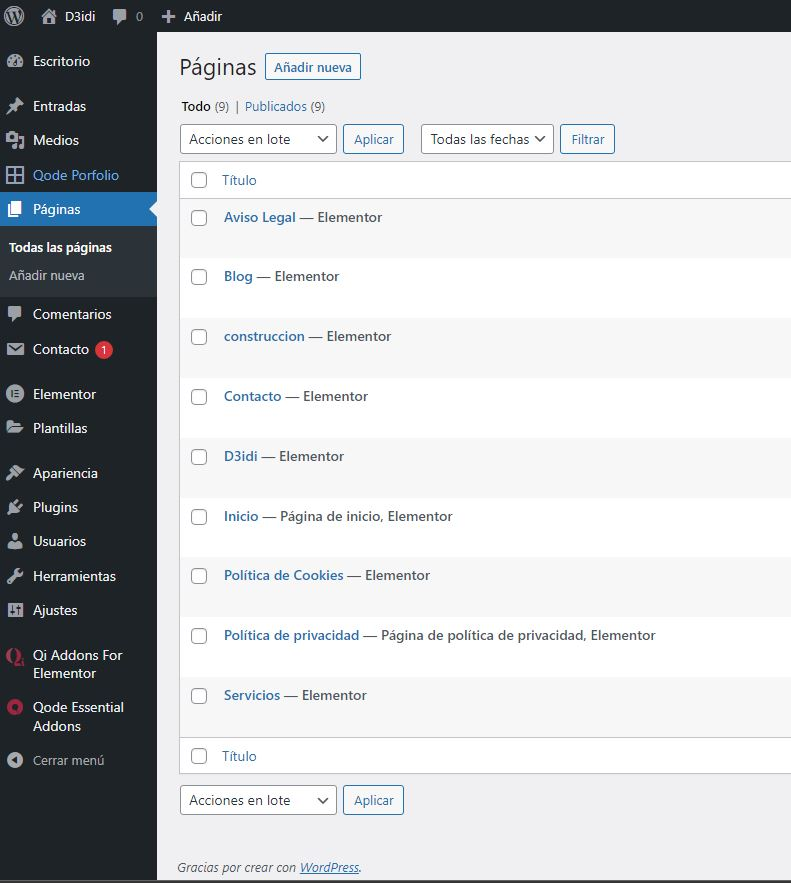 D3idi 0 Añadir
Escritorio
Entradas
Medios
Qode Porfolio
Páginas
Todas las páginas
Añadir nueva
Comentarios
Contacto 1
Elementor
Plantillas
Apariencia
Plugins
Usuarios
Herramientas
Ajustes
Qi Addons For
Elementor
Qode Essential
Addons
Cerrar menú
Páginas Añadir nueva
Todo (9) | Publicados (9)
Acciones en lote Aplicar Todas las fechas Filtrar
Título
Aviso Legal — Elementor
Blog — Elementor
construccion — Elementor
Contacto — Elementor
D3idi — Elementor
Inicio — Página de inicio, Elementor
Política de Cookies — Elementor
Política de privacidad — Página de política de privacidad, Elementor
Servicios — Elementor
Título
Acciones en lote Aplicar
Gracias por crear con WordPress.